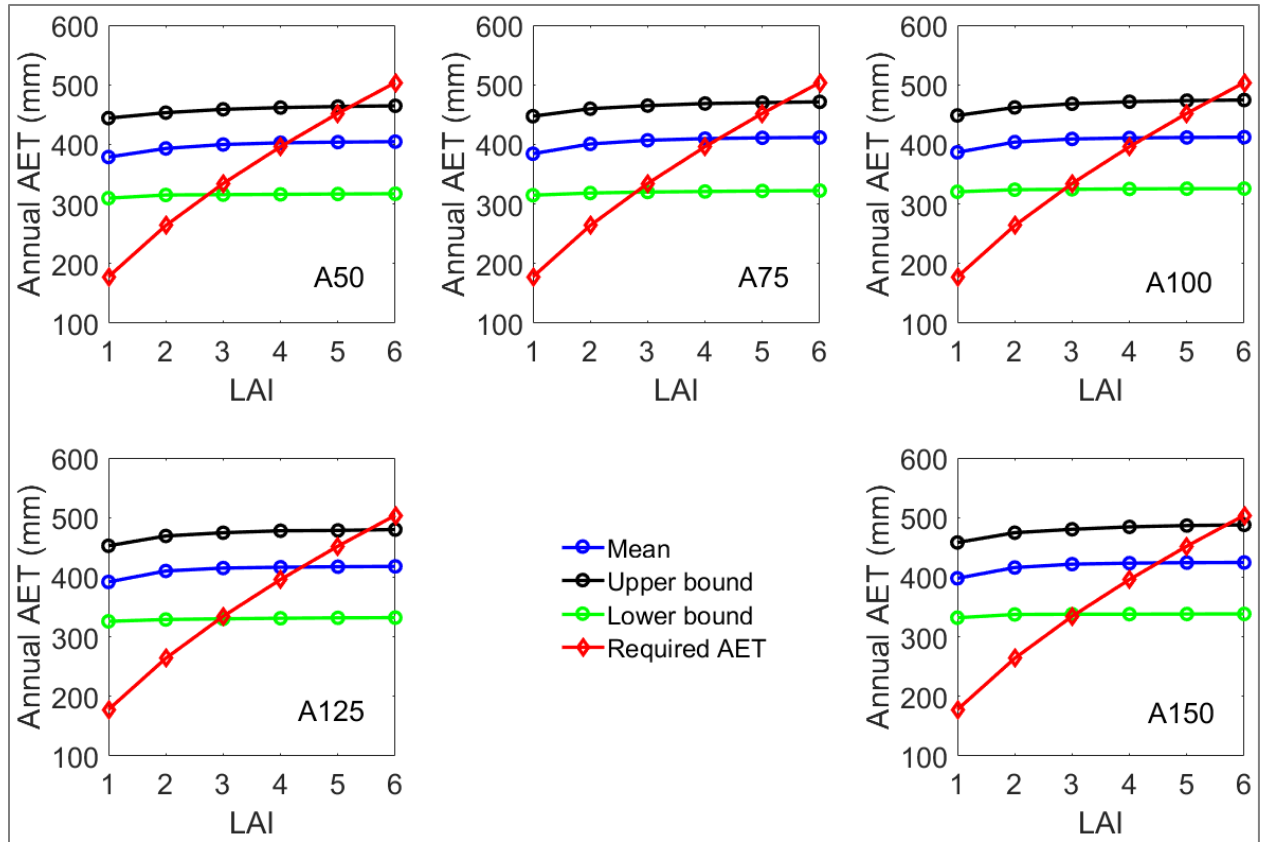 600
500
400
300
200
100
Annual AET (mm)
A50
1 2 3 4 5 6
LAI
600
500
400
300
200
100
Annual AET (mm)
A75
1 2 3 4 5 6
LAI
600
500
400
300
200
100
Annual AET (mm)
A100
1 2 3 4 5 6
LAI
600
500
400
300
200
100
Annual AET (mm)
A125
1 2 3 4 5 6
LAI
Mean
Upper bound
Lower bound
Required AET
600
500
400
300
200
100
Annual AET (mm)
A150
1 2 3 4 5 6
LAI